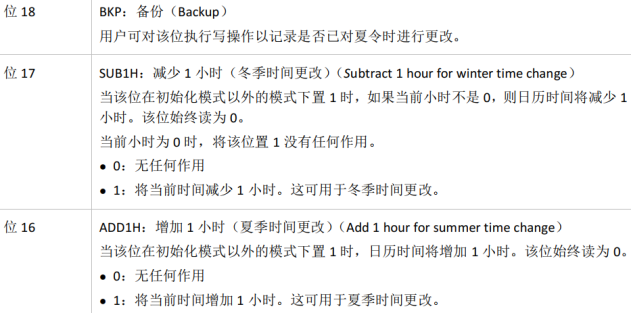 位 18
BKP：备份（Backup）
用户可对该位执行写操作以记录是否已对夏令时进行更改。
位 17
SUB1H：减少 1 小时（冬季时间更改）（Subtract 1 hour for winter time change）
当该位在初始化模式以外的模式下置 1 时，如果当前小时不是 0，则日历时间将减少 1
小时。该位始终读为 0。
当前小时为 0 时，将该位置 1 没有任何作用。
● 0：无任何作用
● 1：将当前时间减少 1 小时。这可用于冬季时间更改。
位 16
ADD1H：增加 1 小时（夏季时间更改）（Add 1 hour for summer time change）
当该位在初始化模式以外的模式下置 1 时，日历时间将增加 1 小时。该位始终读为 0。
● 0：无任何作用
● 1：将当前时间增加 1 小时。这可用于夏季时间更改。